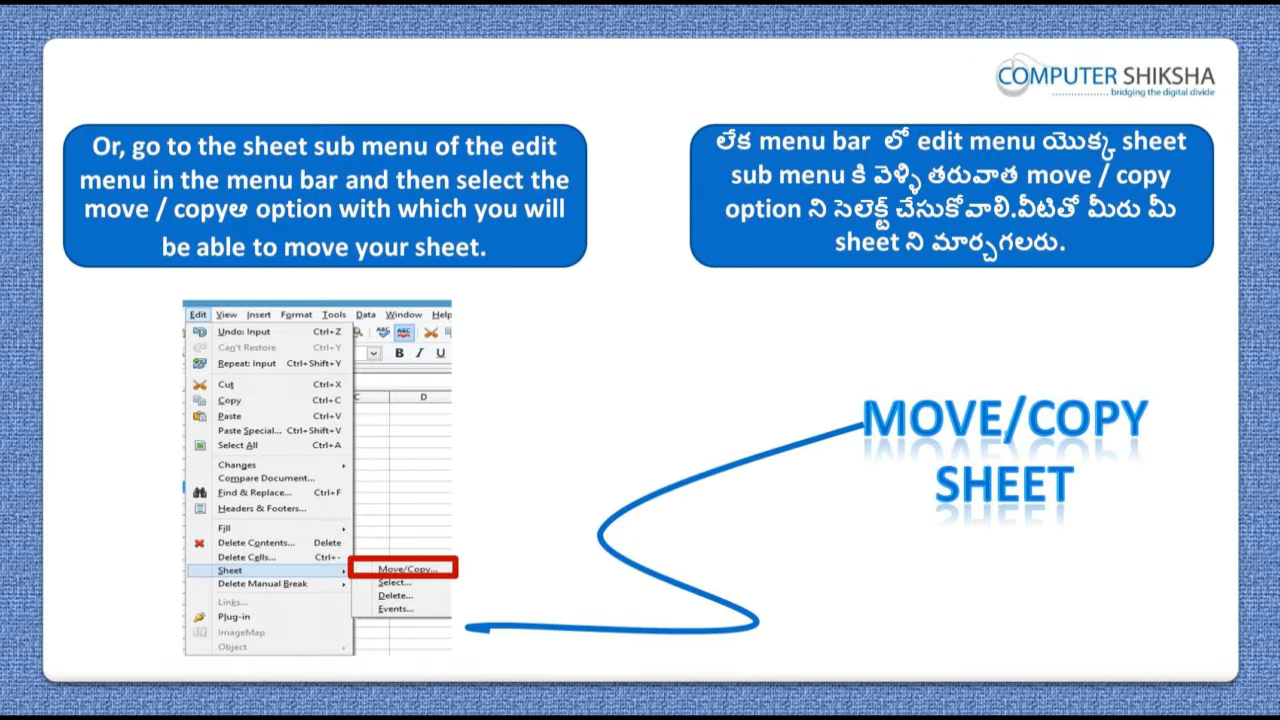 COMPUTER SHIKSHA
bridging the digital divide
Or, go to the sheet sub menu of the edit
menu in the menu bar and then select the
move / copyఆ option with which you will
be able to move your sheet.
లేక menu bar లో edit menu యొక్క sheet
sub menu కి వెళ్ళి తరువాత move / copy
option ని సెలెక్ట్ చేసుకోవాలి.వీటితో మీరు మీ
sheet ని మార్చగలరు.
Edit View Insert Format Tools Data Window Help
Undo: Input Ctrl+Z
Can't Restore Ctrl+Y
Repeat: Input Ctrl+Shift+Y
Cut Ctrl+X
Copy Ctrl+C
Paste Ctrl+V
Paste Special... Ctrl+Shift+V
Select All Ctrl+A
Changes
Compare Document...
Find & Replace... Ctrl+F
Headers & Footers...
Fill
Delete Contents... Delete
Delete Cells... Ctrl+-
Sheet
Delete Manual Break
Links...
Plug-in
ImageMap
Object
ABC ABC
B I U
C D
Move/Copy...
Select...
Delete...
Events...
MOVE/COPY
SHEET